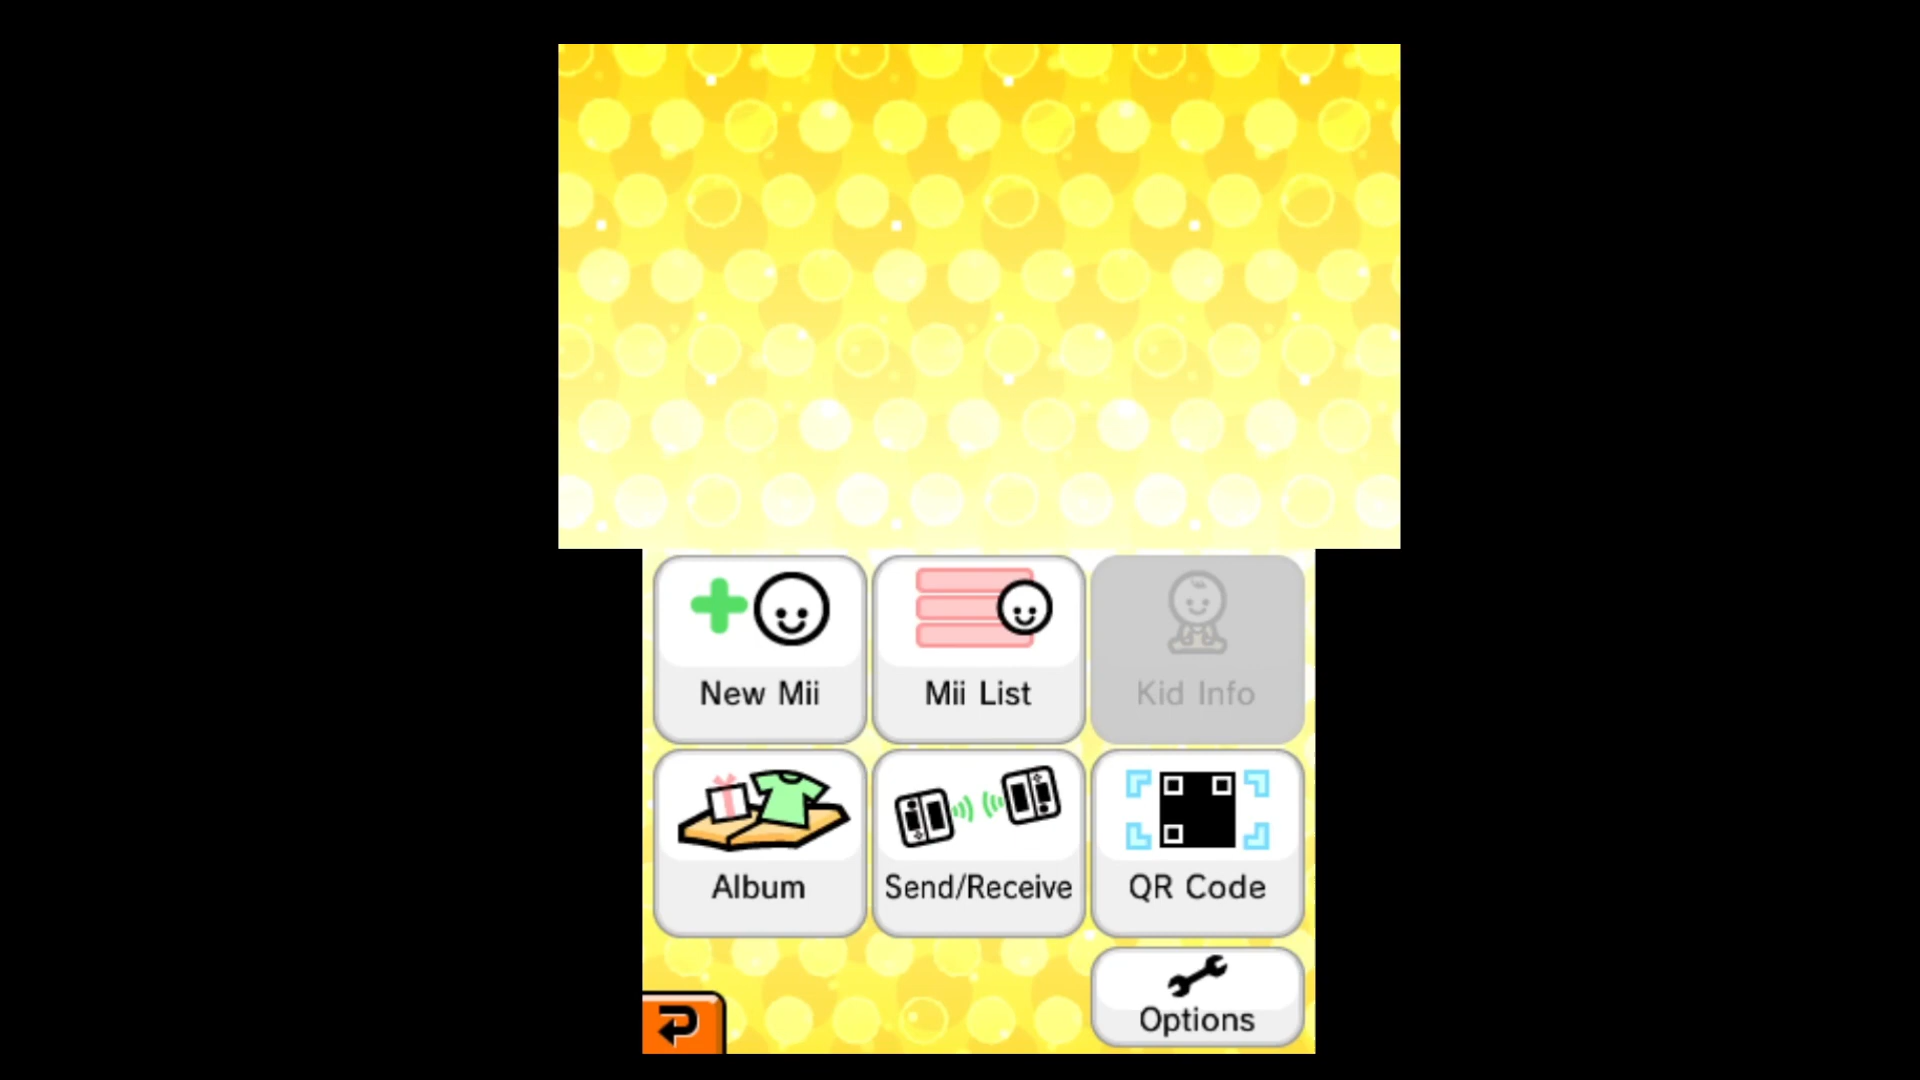 New Mii
Mii List
Kid Info
Album
Send/Receive
QR Code
Options